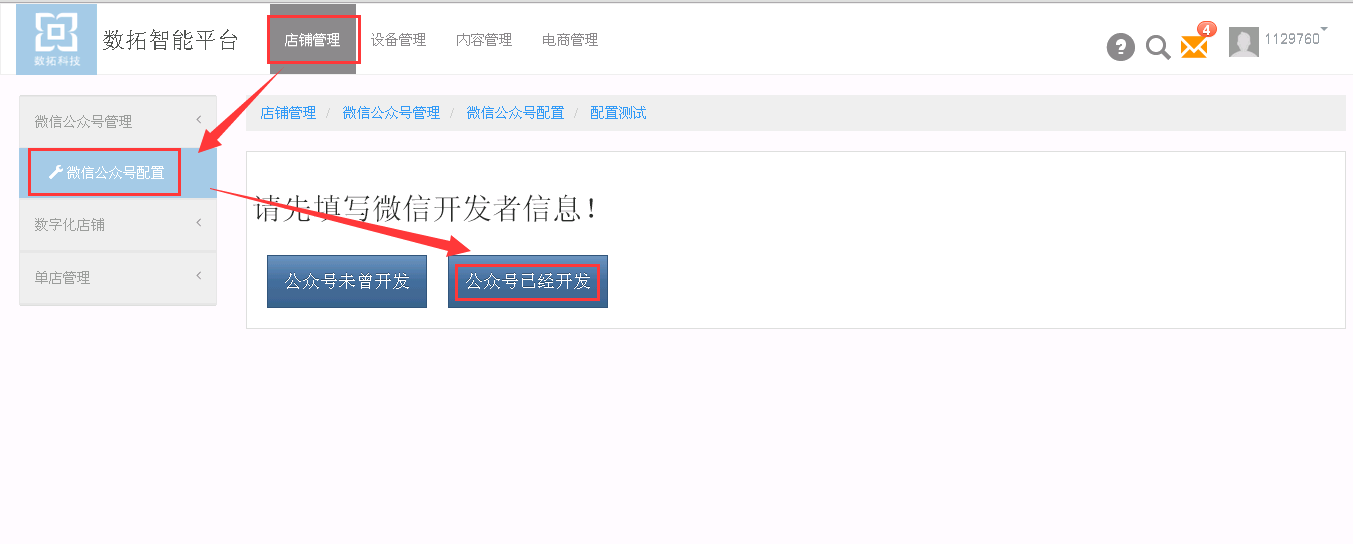 数拓科技
数拓智能平台
店铺管理 设备管理 内容管理 电商管理
4
1129760
微信公众号管理
微信公众号配置
数字化店铺
单店管理
店铺管理 / 微信公众号管理 / 微信公众号配置 / 配置测试
请先填写微信开发者信息！
公众号未曾开发 公众号已经开发